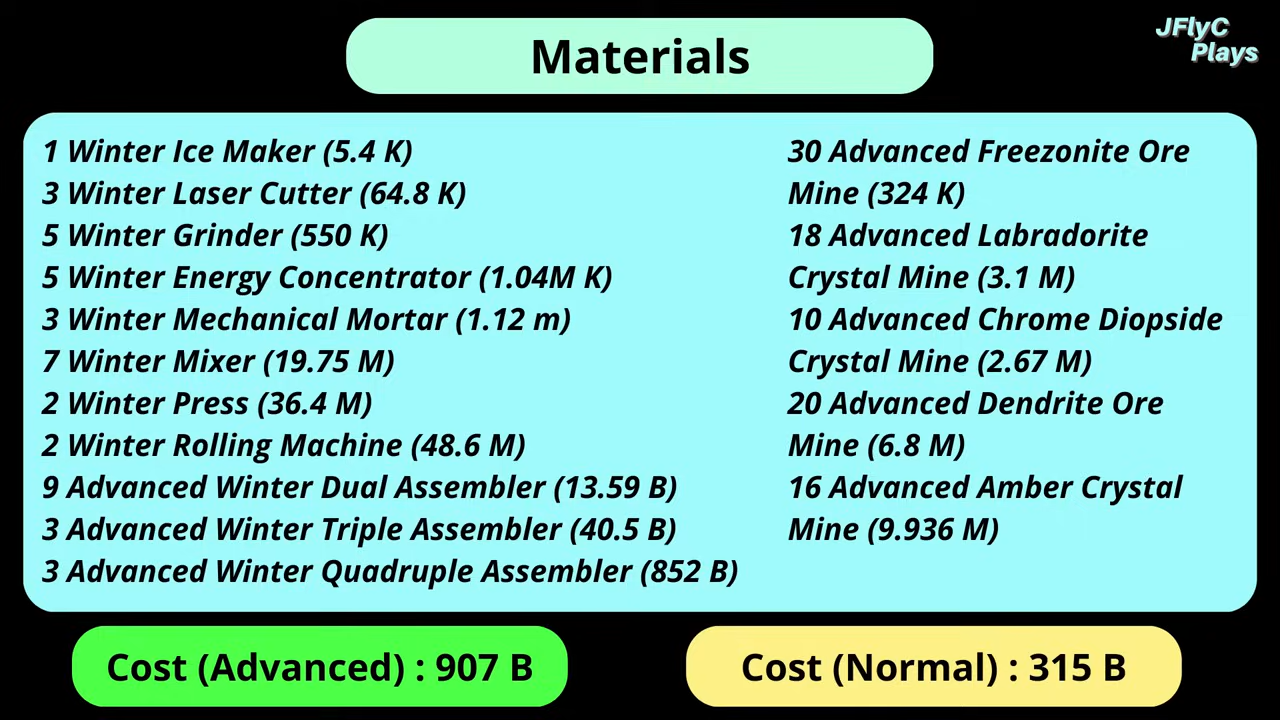 Materials
JFlyC
Plays
1 Winter Ice Maker (5.4 K)
3 Winter Laser Cutter (64.8 K)
5 Winter Grinder (550 K)
5 Winter Energy Concentrator (1.04M K)
3 Winter Mechanical Mortar (1.12 m)
7 Winter Mixer (19.75 M)
2 Winter Press (36.4 M)
2 Winter Rolling Machine (48.6 M)
9 Advanced Winter Dual Assembler (13.59 B)
3 Advanced Winter Triple Assembler (40.5 B)
3 Advanced Winter Quadruple Assembler (852 B)
30 Advanced Freezonite Ore
Mine (324 K)
18 Advanced Labradorite
Crystal Mine (3.1 M)
10 Advanced Chrome Diopside
Crystal Mine (2.67 M)
20 Advanced Dendrite Ore
Mine (6.8 M)
16 Advanced Amber Crystal
Mine (9.936 M)
Cost (Advanced) : 907 B
Cost (Normal) : 315 B